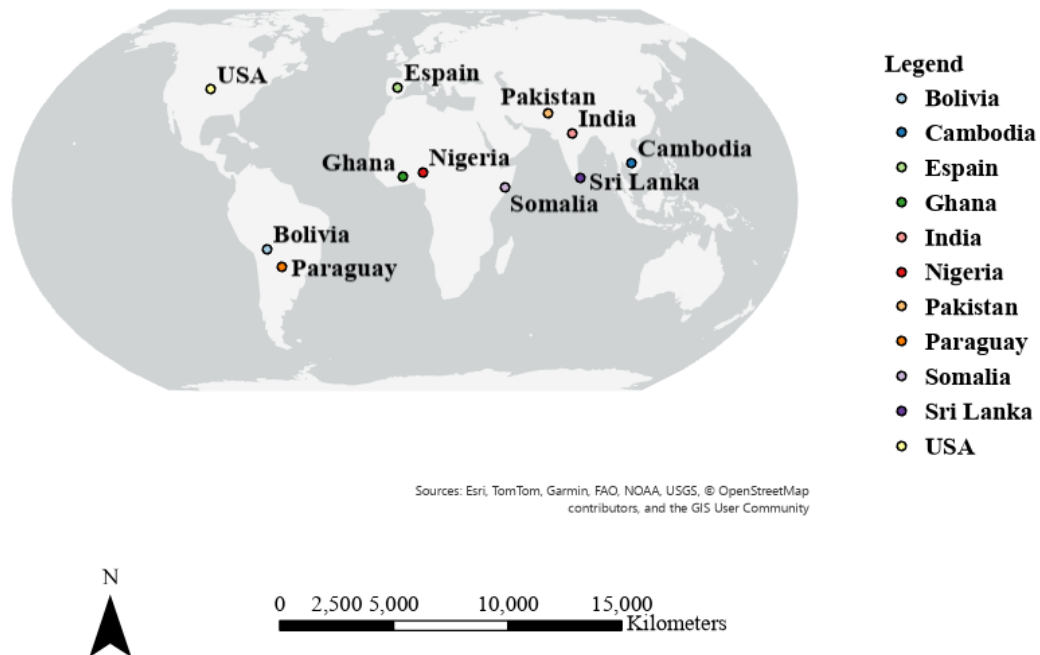 USA
Espain
Pakistan
India
Cambodia
Ghana
Nigeria
Sri Lanka
Somalia
Bolivia
Paraguay
Legend
Bolivia
Cambodia
Espain
Ghana
India
Nigeria
Pakistan
Paraguay
Somalia
Sri Lanka
USA
Sources: Esri, TomTom, Garmin, FAO, NOAA, USGS, © OpenStreetMap
contributors, and the GIS User Community
N
0 2,500 5,000 10,000 15,000
Kilometers